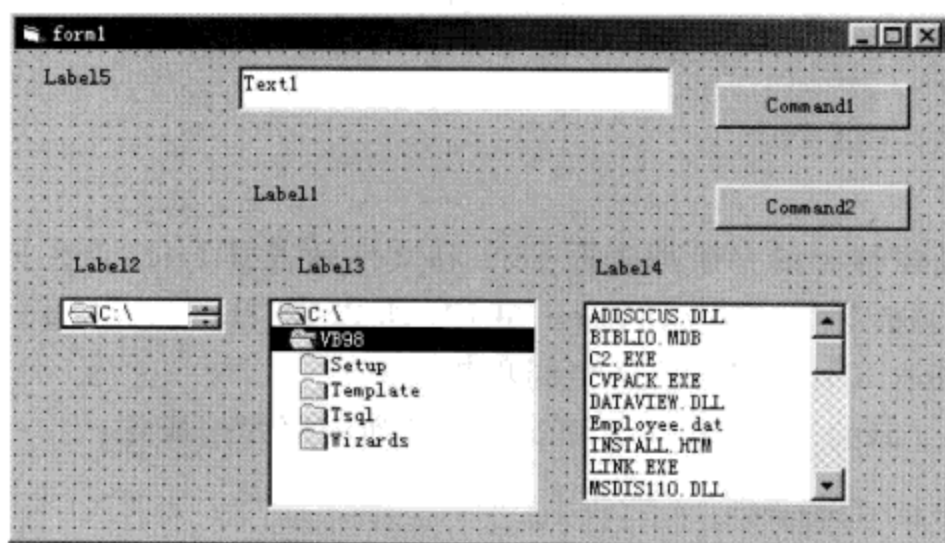 form1
Label5
Text1
Command1
Label1
Command2
Label2
Label3
Label4
C:\
C:\
VB98
Setup
Template
Tsql
Wizards
ADDSCCUS.DLL
BIBLIO.MDB
C2.EXE
CVPACK.EXE
DATAVIEW.DLL
Employee.dat
INSTALL.HTM
LINK.EXE
MSDIS110.DLL